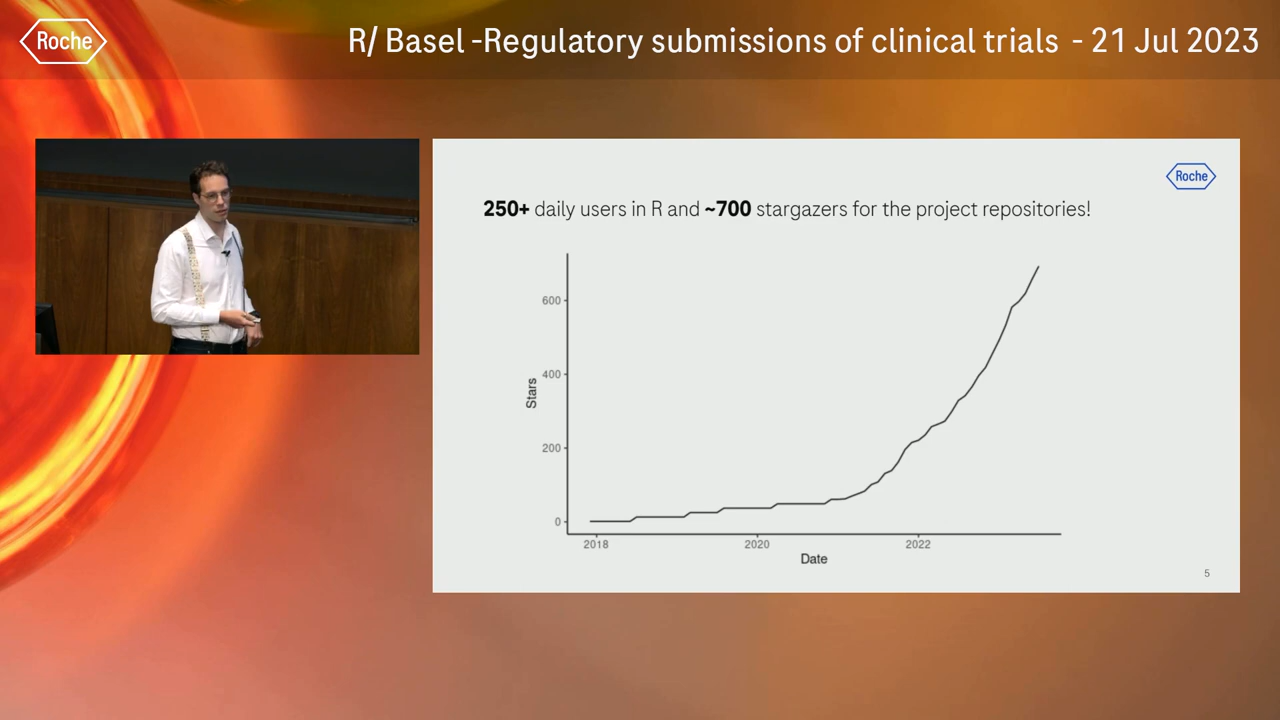 Roche
R/ Basel -Regulatory submissions of clinical trials - 21 Jul 2023
Roche
250+ daily users in R and ~700 stargazers for the project repositories!
600
400
200
0
Stars
2018 2020 2022
Date
5